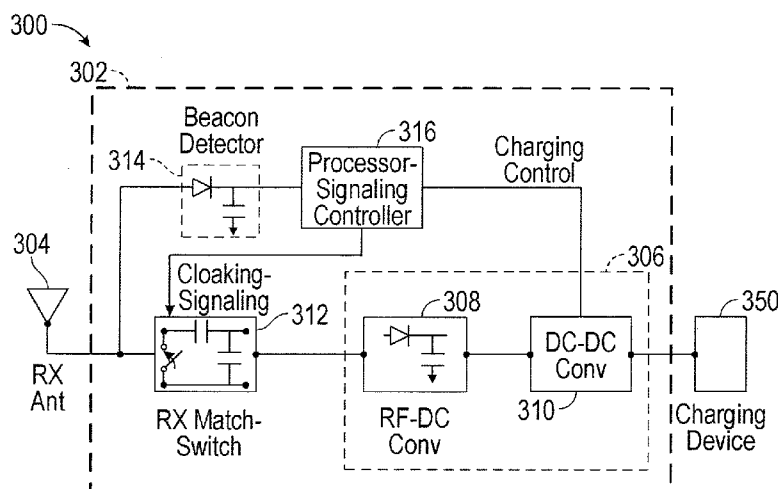 300
302
Beacon
Detector
314
316
Processor-
Signaling
Controller
Charging
Control
304
Cloaking-
Signaling
312
306
308
350
RX
Ant
RX Match-
Switch
RF-DC
Conv
DC-DC
Conv
310
Charging
Device